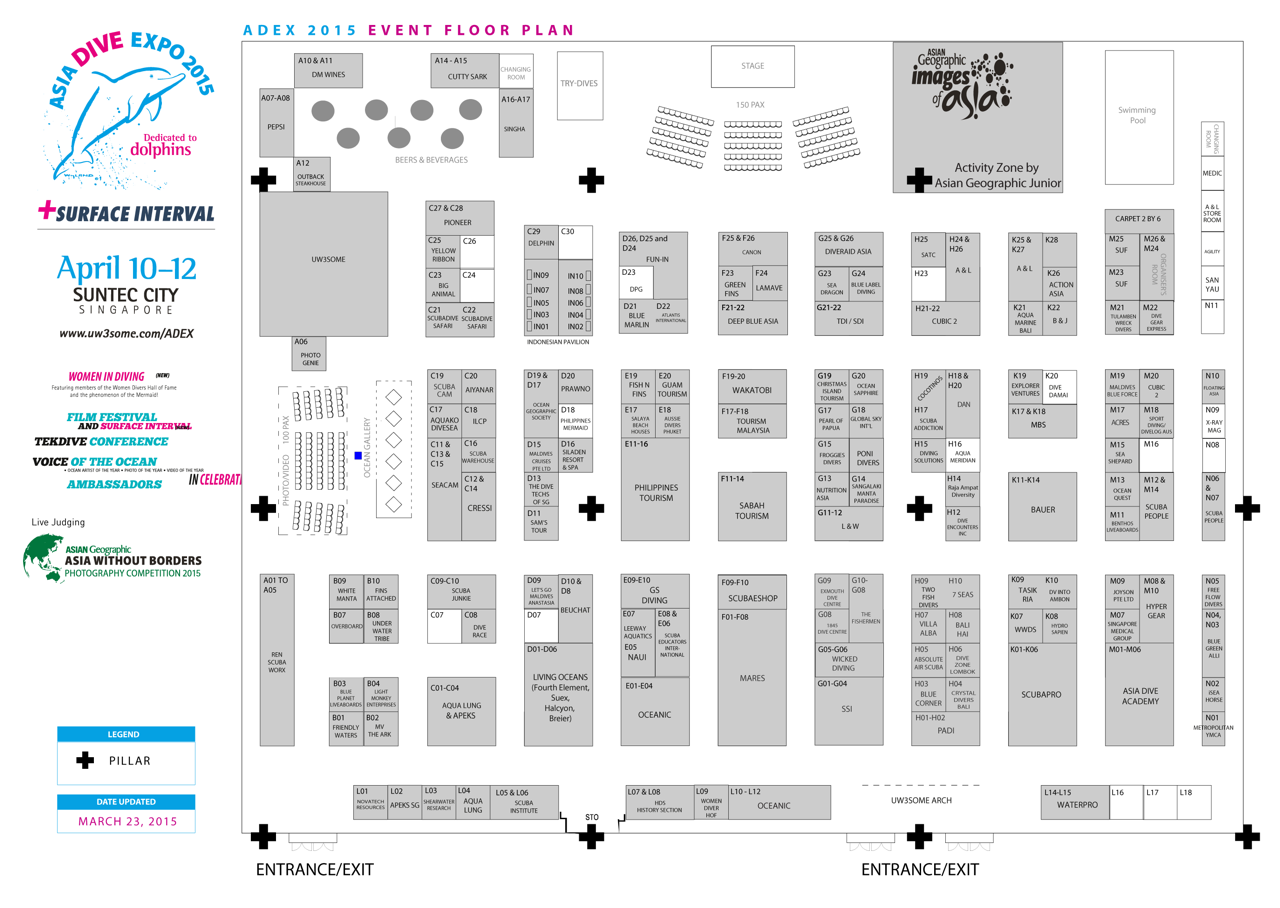 ADEX 2015 EVENT FLOOR PLAN
ASIA DIVE EXPO 2015
Dedicated to
dolphins
+SURFACE INTERVAL
April 10–12
SUNTEC CITY
SINGAPORE
www.uw3some.com/ADEX
WOMEN IN DIVING (NEW)
Featuring members of the Women Divers Hall of Fame
and the phenomenon of the Mermaid!
FILM FESTIVAL
AND SURFACE INTERVAL
TEKDIVE CONFERENCE
VOICE OF THE OCEAN
• OCEAN ARTIST OF THE YEAR • PHOTO OF THE YEAR • VIDEO OF THE YEAR
IN CELEBRATI
AMBASSADORS
Live Judging
ASIAN Geographic
ASIA WITHOUT BORDERS
PHOTOGRAPHY COMPETITION 2015
LEGEND
PILLAR
DATE UPDATED
MARCH 23, 2015
A10 & A11
DM WINES
A14 - A15
CUTTY SARK
CHANGING
ROOM
A07-A08
PEPSI
A16-A17
SINGHA
BEERS & BEVERAGES
A12
OUTBACK
STEAKHOUSE
TRY-DIVES
STAGE
150 PAX
ASIAN
Geographic
images
of asia
Activity Zone by
Asian Geographic Junior
Swimming
Pool
CHANGING
ROOM
MEDIC
A & L
STORE
ROOM
AGILITY
SAN
YAU
N11
UW3SOME
A06
PHOTO
GENIE
C27 & C28
PIONEER
C25
YELLOW
RIBBON
C26
C23
BIG
ANIMAL
C24
C21
SCUBADIVE
SAFARI
C22
SCUBADIVE
SAFARI
C29
DELPHIN
C30
IN09
IN10
IN07
IN08
IN05
IN06
IN03
IN04
IN01
IN02
INDONESIAN PAVILION
D26, D25 and
D24
FUN-IN
D23
DPG
D21
BLUE
MARLIN
D22
ATLANTIS
INTERNATIONAL
F25 & F26
CANON
F23
GREEN
FINS
F24
LAMAVE
F21-22
DEEP BLUE ASIA
G25 & G26
DIVERAID ASIA
G23
SEA
DRAGON
G24
BLUE LABEL
DIVING
G21-22
TDI / SDI
H25
SATC
H24 &
H26
A & L
H23
H21-22
CUBIC 2
K25 &
K27
A & L
K28
K26
ACTION
ASIA
K21
AQUA
MARINE
BALI
K22
B & J
CARPET 2 BY 6
M25
SUF
M26 &
M24
ORGANISER'S
ROOM
M23
SUF
M21
TULAMBEN
WRECK
DIVERS
M22
DIVE
GEAR
EXPRESS
PHOTO/VIDEO 100 PAX
OCEAN GALLERY
C19
SCUBA
CAM
C20
AIYANAR
C17
AQUAKO
DIVESEA
C18
ILCP
C11 &
C13 &
C15
SEACAM
C16
SCUBA
WAREHOUSE
C12 &
C14
CRESSI
D19 &
D17
OCEAN
GEOGRAPHIC
SOCIETY
D20
PRAWNO
D18
PHILIPPINES
MERMAID
D15
MALDIVES
CRUISES
PTE LTD
D16
SILADEN
RESORT
& SPA
D13
THE DIVE
TECHS
OF SG
D11
SAM'S
TOUR
E19
FISH N
FINS
E20
GUAM
TOURISM
E17
SALAYA
BEACH
HOUSES
E18
AUSSIE
DIVERS
PHUKET
E11-16
PHILIPPINES
TOURISM
F19-20
WAKATOBI
F17-F18
TOURISM
MALAYSIA
F11-14
SABAH
TOURISM
G19
CHRISTMAS
ISLAND
TOURISM
G20
OCEAN
SAPPHIRE
G17
PEARL OF
PAPUA
G18
GLOBAL SKY
INT'L
G15
FROGGIES
DIVERS
PONI
DIVERS
G13
NUTRITION
ASIA
G14
SANGALAKI
MANTA
PARADISE
G11-12
L & W
H19
COCOTINOS
H18 &
H20
DAN
H17
SCUBA
ADDICTION
H15
DIVING
SOLUTIONS
H16
AQUA
MERIDIAN
H14
Raja Ampat
Diversity
H12
DIVE
ENCOUNTERS
INC
K19
EXPLORER
VENTURES
K20
DIVE
DAMAI
K17 & K18
MBS
K11-K14
BAUER
M19
MALDIVES
BLUE FORCE
M20
CUBIC
2
M17
ACRES
M18
SPORT
DIVING/
DIVELOG AUS
M15
SEA
SHEPARD
M16
M13
OCEAN
QUEST
M12 &
M14
SCUBA
PEOPLE
M11
BENTHOS
LIVEABOARDS
N10
FLOATING
ASIA
N09
X-RAY
MAG
N08
N06
&
N07
SCUBA
PEOPLE
A01 TO
A05
REN
SCUBA
WORX
B09
WHITE
MANTA
B10
FINS
ATTACHED
B07
OVERBOARD
B08
UNDER
WATER
TRIBE
B03
BLUE
PLANET
LIVEABOARDS
B04
LIGHT
MONKEY
ENTERPRISES
B01
FRIENDLY
WATERS
B02
MV
THE ARK
C09-C10
SCUBA
JUNKIE
C07
C08
DIVE
RACE
C01-C04
AQUA LUNG
& APEKS
D09
LET'S GO
MALDIVES
ANASTASIA
D10 &
D8
BEUCHAT
D07
D01-D06
LIVING OCEANS
(Fourth Element,
Suex,
Halcyon,
Breier)
E09-E10
GS
DIVING
E07
LEEWAY
AQUATICS
E08 &
E06
SCUBA
EDUCATORS
INTER-
NATIONAL
E05
NAUI
E01-E04
OCEANIC
F09-F10
SCUBAESHOP
F01-F08
MARES
G09
EXMOUTH
DIVE
CENTRE
G10-
G08
THE
FISHERMEN
G08
1845
DIVE CENTRE
G05-G06
WICKED
DIVING
G01-G04
SSI
H09
TWO
FISH
DIVERS
H10
7 SEAS
H07
VILLA
ALBA
H08
BALI
HAI
H05
ABSOLUTE
AIR SCUBA
H06
DIVE
ZONE
LOMBOK
H03
BLUE
CORNER
H04
CRYSTAL
DIVERS
BALI
H01-H02
PADI
K09
TASIK
RIA
K10
DV INTO
AMBON
K07
WWDS
K08
HYDRO
SAPIEN
K01-K06
SCUBAPRO
M09
JOYSON
PTE LTD
M08 &
M10
HYPER
GEAR
M07
SINGAPORE
MEDICAL
GROUP
M01-M06
ASIA DIVE
ACADEMY
N05
FREE
FLOW
DIVERS
N04,
N03
BLUE
GREEN
ALLI
N02
iSEA
HORSE
N01
METROPOLITAN
YMCA
L01
NOVATECH
RESOURCES
L02
APEKS SG
L03
SHEARWATER
RESEARCH
L04
AQUA
LUNG
L05 & L06
SCUBA
INSTITUTE
STO
L07 & L08
HDS
HISTORY SECTION
L09
WOMEN
DIVER
HOF
L10 - L12
OCEANIC
UW3SOME ARCH
L14-L15
WATERPRO
L16
L17
L18
ENTRANCE/EXIT
ENTRANCE/EXIT